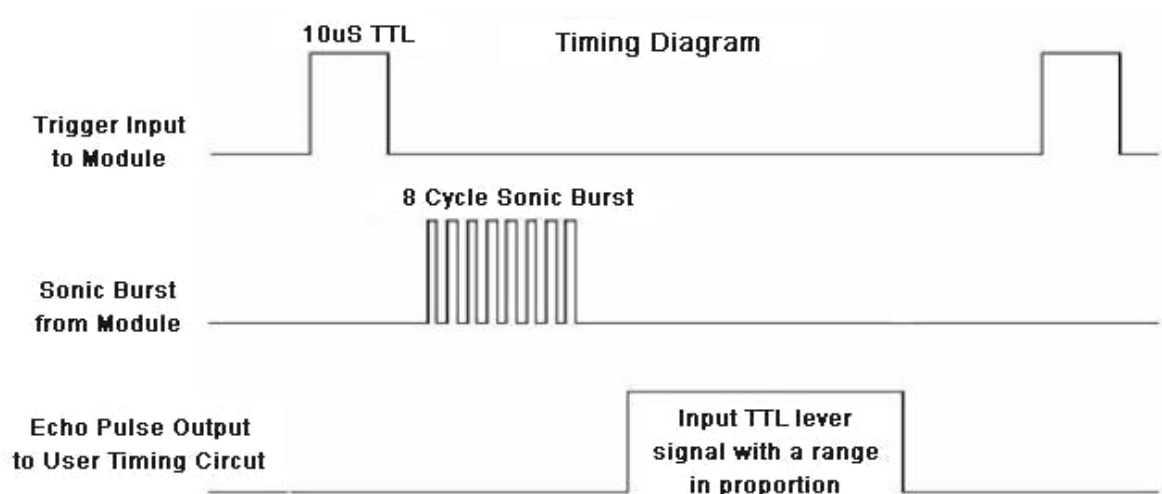 10uS TTL
Timing Diagram
Trigger Input
to Module
8 Cycle Sonic Burst
Sonic Burst
from Module
Echo Pulse Output
to User Timing Circut
Input TTL lever
signal with a range
in proportion